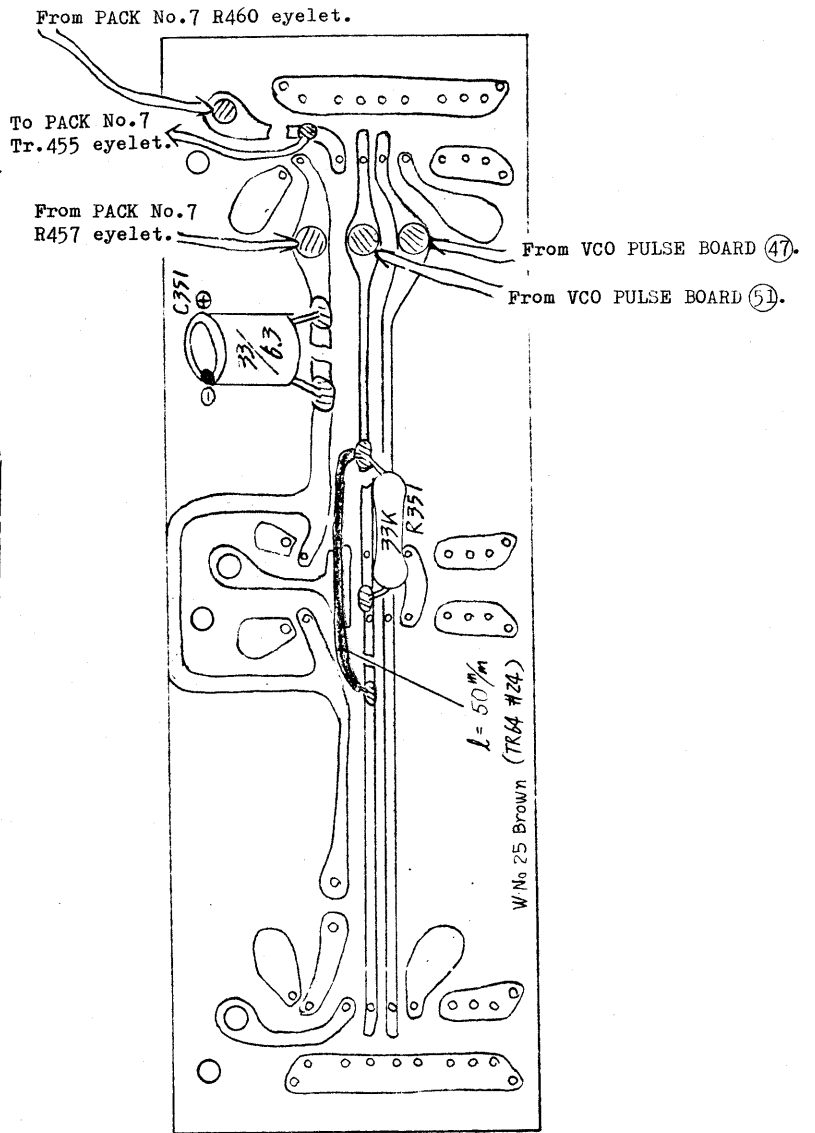 From PACK No.7 R460 eyelet.
To PACK No.7
Tr.455 eyelet.
From PACK No.7
R457 eyelet.
From VCO PULSE BOARD 47.
From VCO PULSE BOARD 51.
C351
⊕
33/6.3
⊖
33K
R351
l = 50 m/m
(TR64 #24)
W.No 25 Brown